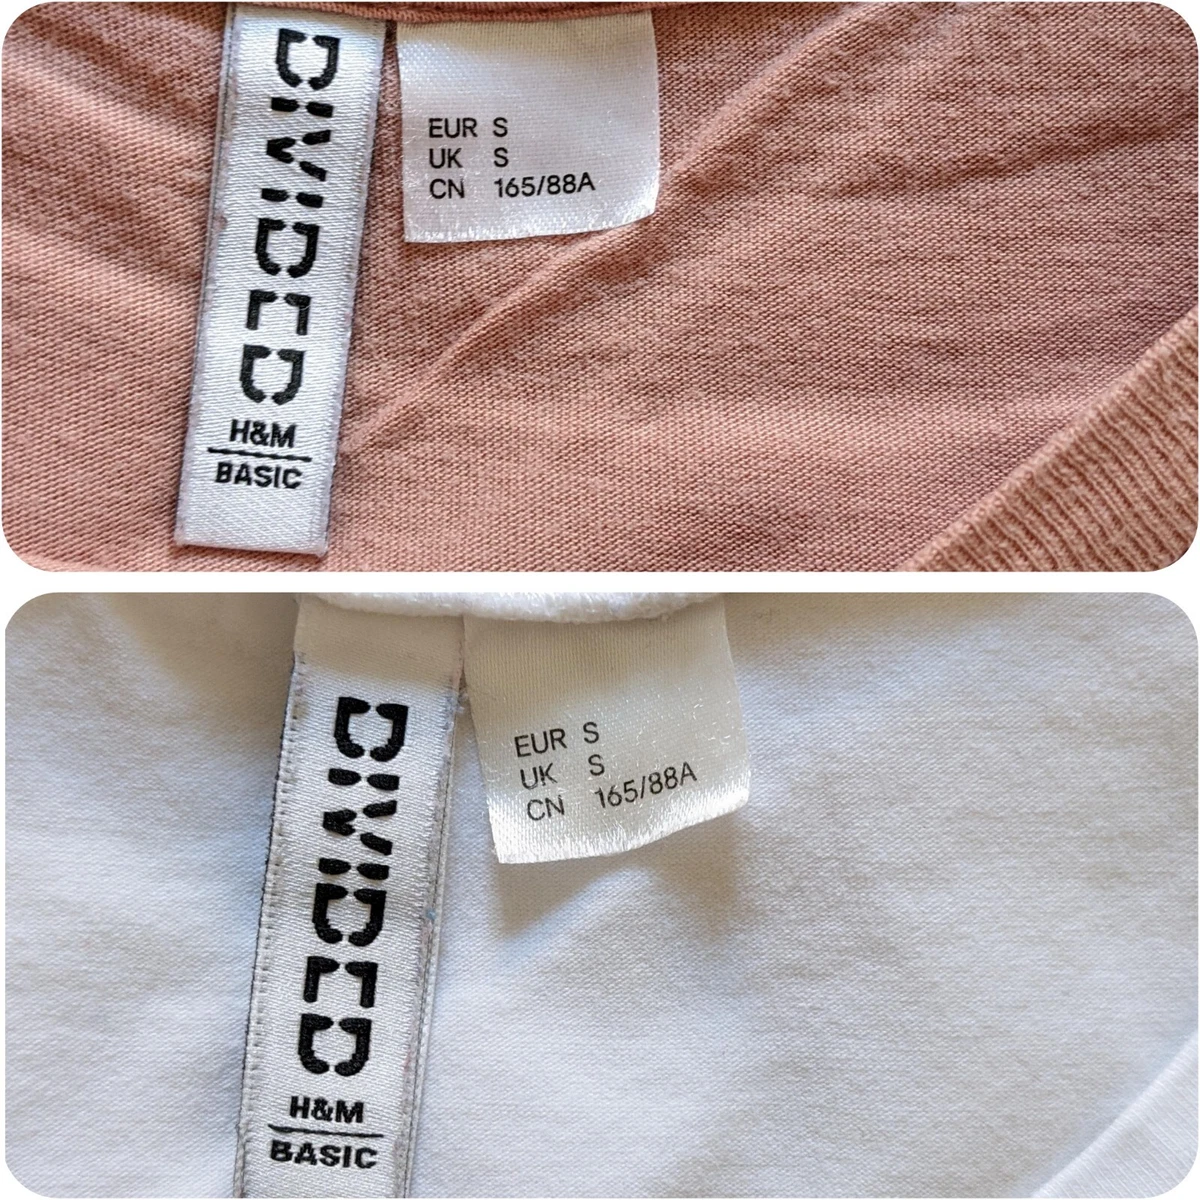 DIVIDED
H&M
BASIC
EUR S
UK S
CN 165/88A
DIVIDED
H&M
BASIC
EUR S
UK S
CN 165/88A